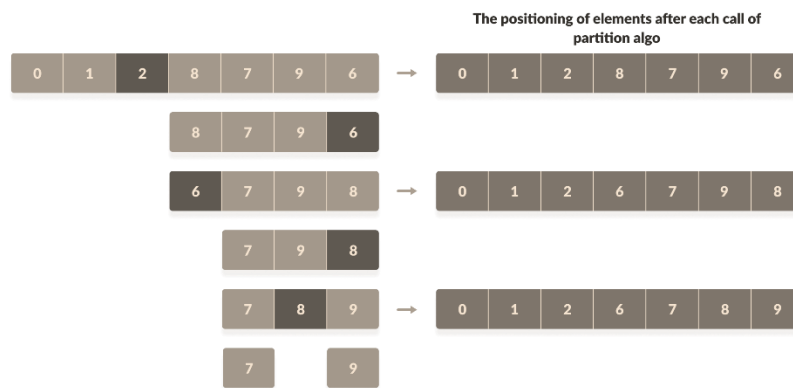 The positioning of elements after each call of
partition algo
0 1 2 8 7 9 6 → 0 1 2 8 7 9 6
8 7 9 6
6 7 9 8 → 0 1 2 6 7 9 8
7 9 8
7 8 9 → 0 1 2 6 7 8 9
7 9